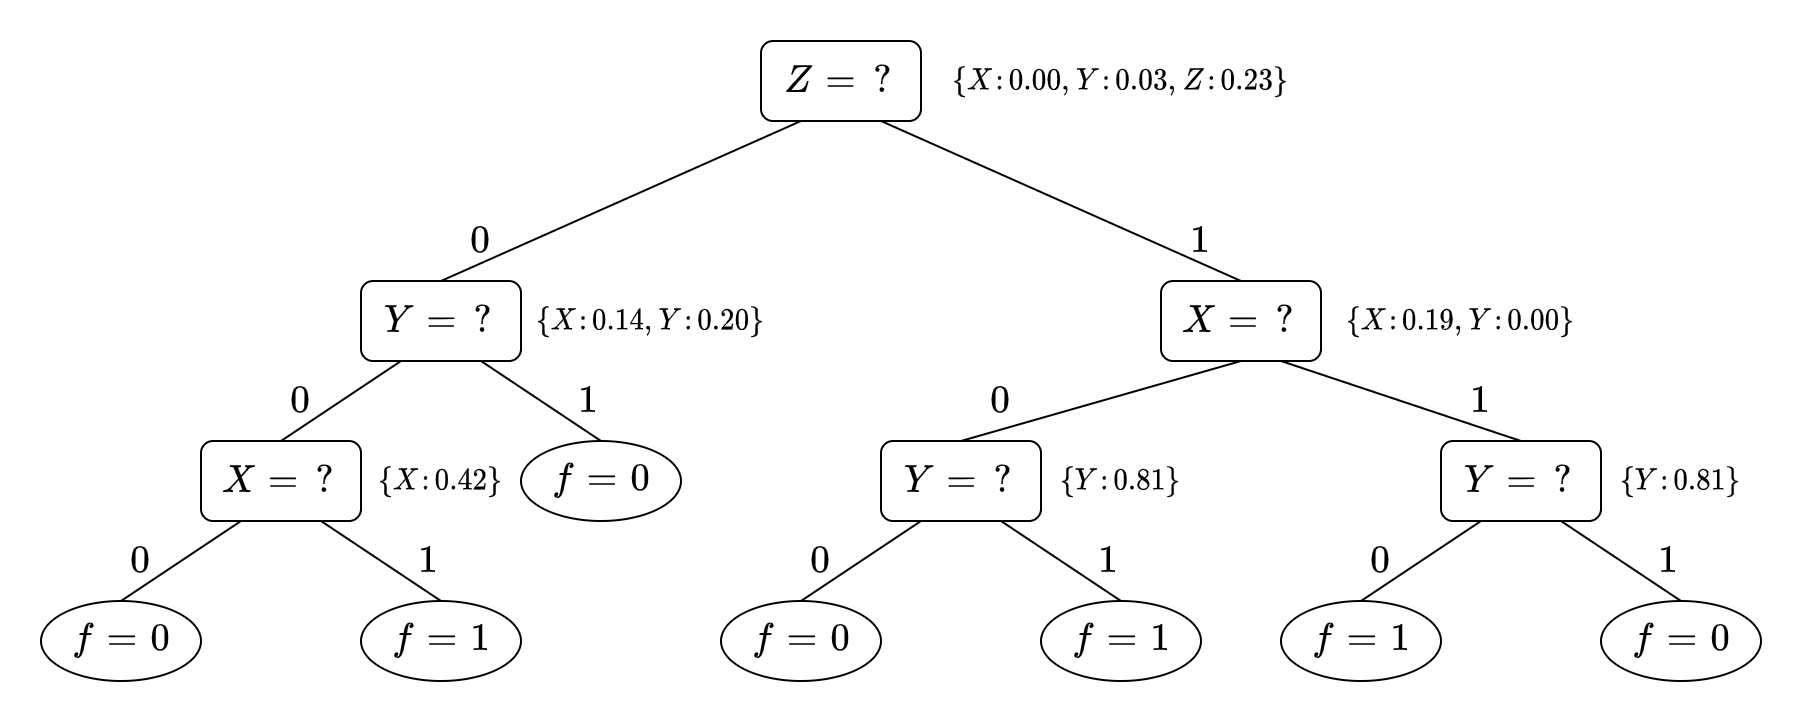 Z = ? {X:0.00, Y:0.03, Z:0.23}
0 1
Y = ? {X:0.14, Y:0.20} X = ? {X:0.19, Y:0.00}
0 1 0 1
X = ? {X:0.42} f = 0 Y = ? {Y:0.81} Y = ? {Y:0.81}
0 1 0 1 0 1
f = 0 f = 1 f = 0 f = 1 f = 1 f = 0